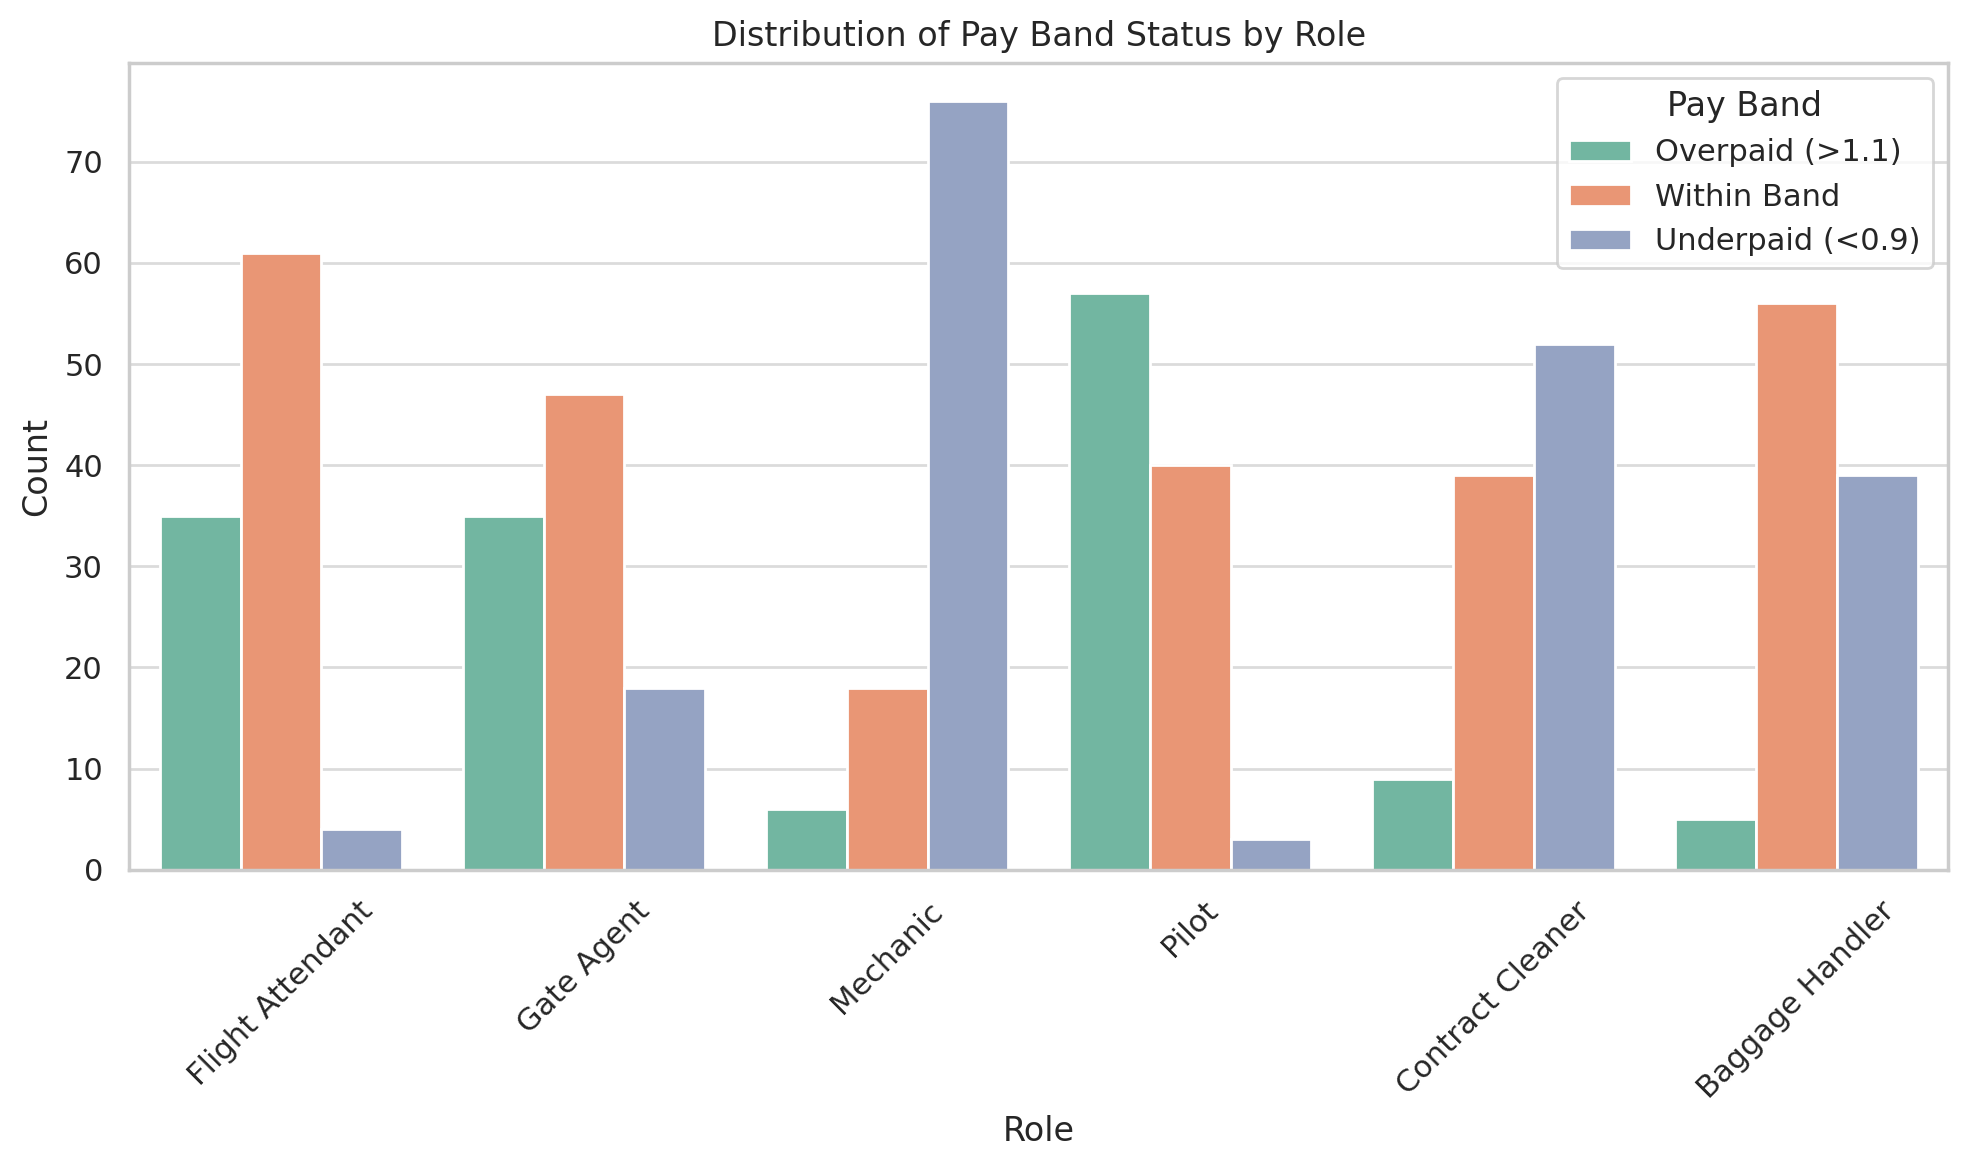 Distribution of Pay Band Status by Role
Pay Band
Overpaid (>1.1)
Within Band
Underpaid (<0.9)
Count
70
60
50
40
30
20
10
0
Flight Attendant
Gate Agent
Mechanic
Pilot
Contract Cleaner
Baggage Handler
Role